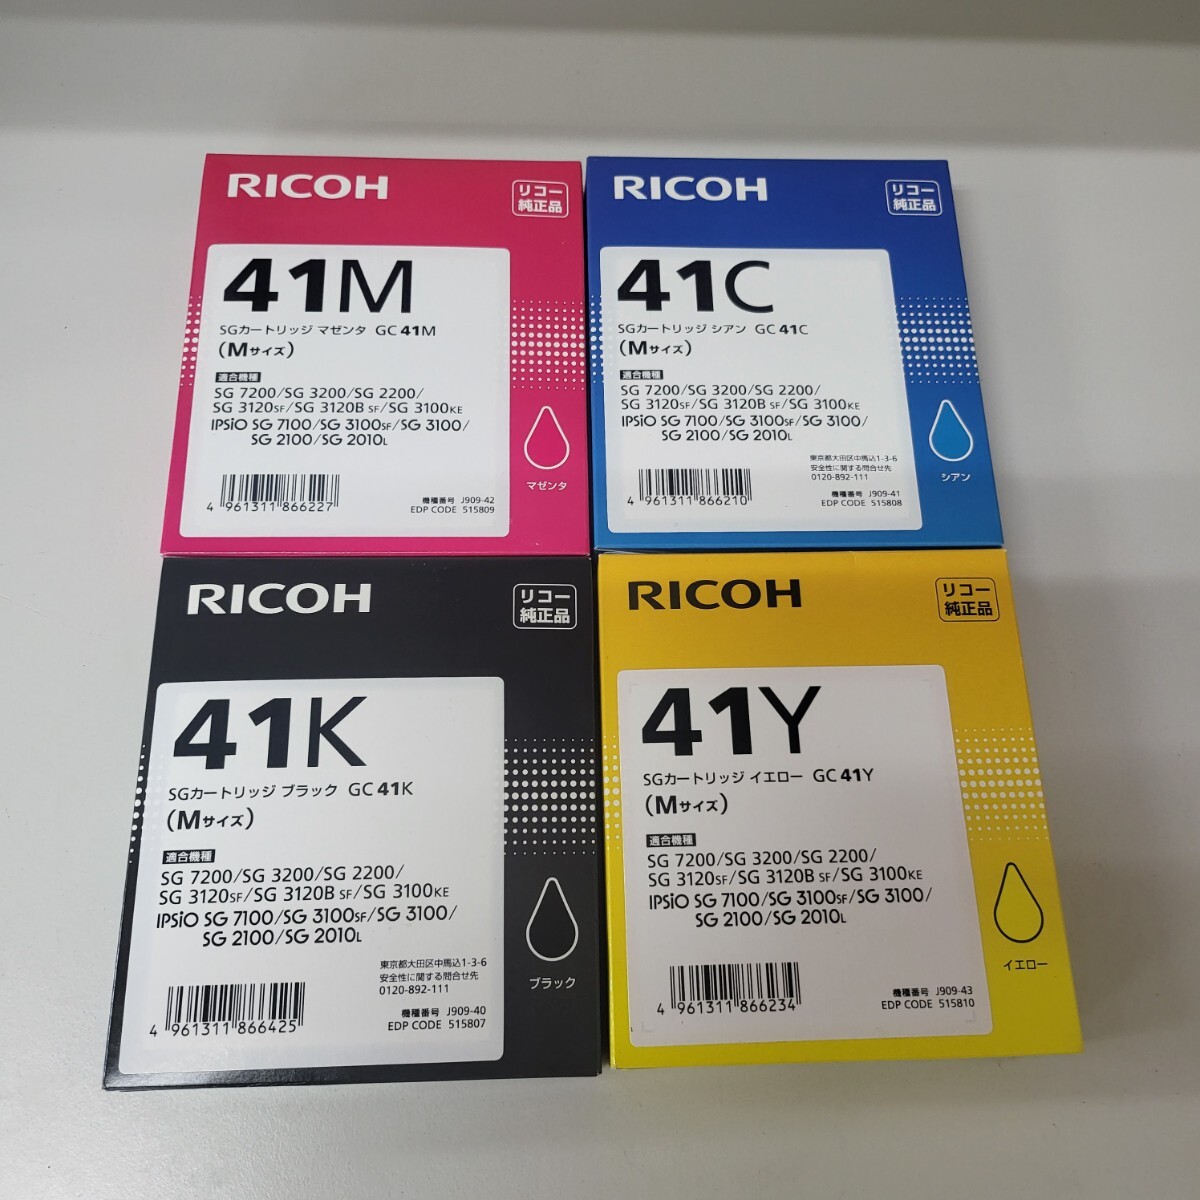 RICOH
リコー
純正品
41M
SGカートリッジ マゼンタ GC 41M
(Mサイズ)
適合機種
SG 7200/SG 3200/SG 2200/
SG 3120SF/SG 3120B SF/SG 3100KE
IPSiO SG 7100/SG 3100SF/SG 3100/
SG 2100/SG 2010L
マゼンタ
4 961311 866227
機種番号 J909-42
EDP CODE 515809
RICOH
リコー
純正品
41C
SGカートリッジ シアン GC 41C
(Mサイズ)
適合機種
SG 7200/SG 3200/SG 2200/
SG 3120SF/SG 3120B SF/SG 3100KE
IPSiO SG 7100/SG 3100SF/SG 3100/
SG 2100/SG 2010L
東京都大田区中馬込1-3-6
安全性に関する問合せ先
0120-892-111
シアン
4 961311 866210
機種番号 J909-41
EDP CODE 515808
RICOH
リコー
純正品
41K
SGカートリッジ ブラック GC 41K
(Mサイズ)
適合機種
SG 7200/SG 3200/SG 2200/
SG 3120SF/SG 3120B SF/SG 3100KE
IPSiO SG 7100/SG 3100SF/SG 3100/
SG 2100/SG 2010L
東京都大田区中馬込1-3-6
安全性に関する問合せ先
0120-892-111
ブラック
4 961311 866425
機種番号 J909-40
EDP CODE 515807
RICOH
リコー
純正品
41Y
SGカートリッジ イエロー GC 41Y
(Mサイズ)
適合機種
SG 7200/SG 3200/SG 2200/
SG 3120SF/SG 3120B SF/SG 3100KE
IPSiO SG 7100/SG 3100SF/SG 3100/
SG 2100/SG 2010L
イエロー
4 961311 866234
機種番号 J909-43
EDP CODE 515810